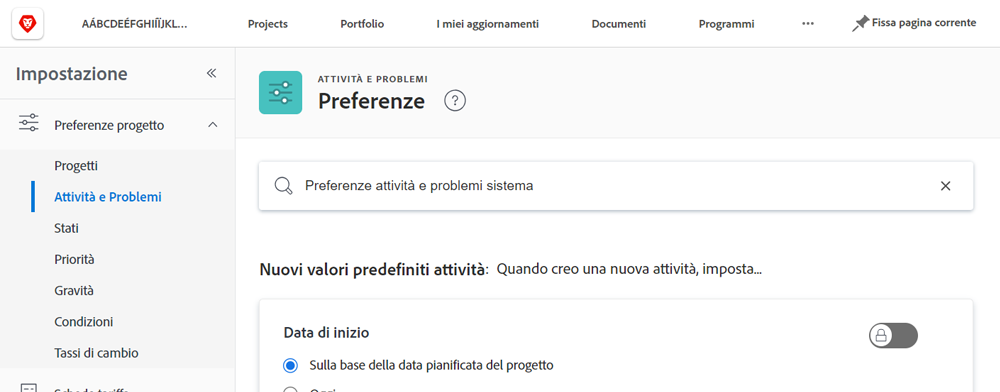 AÁBCDEÉFGHIÍÏJKL...
Projects
Portfolio
I miei aggiornamenti
Documenti
Programmi
Fissa pagina corrente
Impostazione
ATTIVITÀ E PROBLEMI
Preferenze
Preferenze progetto
Progetti
Attività e Problemi
Stati
Priorità
Gravità
Condizioni
Tassi di cambio
Preferenze attività e problemi sistema
Nuovi valori predefiniti attività: Quando creo una nuova attività, imposta...
Data di inizio
Sulla base della data pianificata del progetto